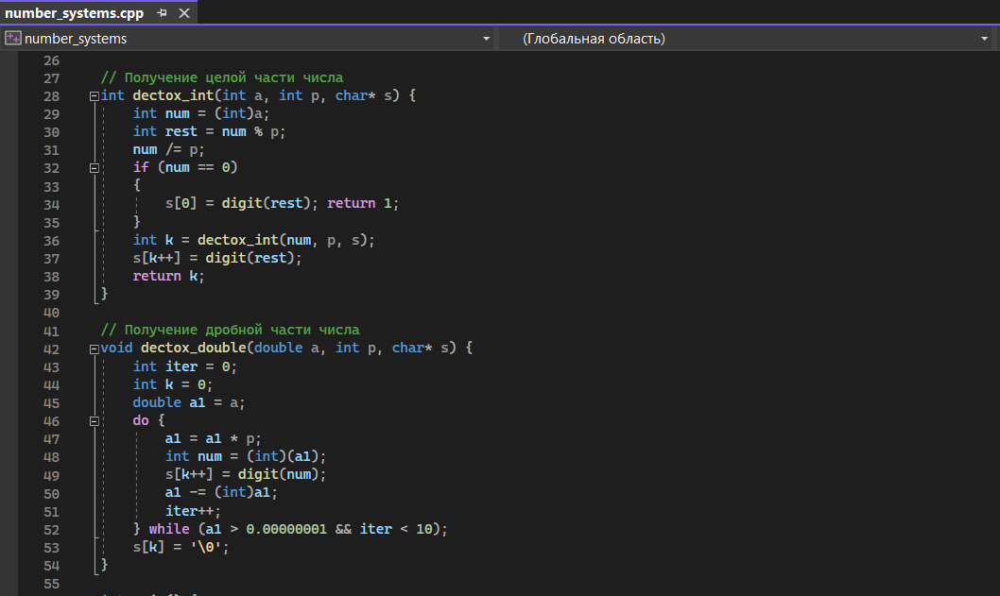 number_systems.cpp
number_systems (Глобальная область)
26
27 // Получение целой части числа
28 int dectox_int(int a, int p, char* s) {
29 int num = (int)a;
30 int rest = num % p;
31 num /= p;
32 if (num == 0)
33 {
34 s[0] = digit(rest); return 1;
35 }
36 int k = dectox_int(num, p, s);
37 s[k++] = digit(rest);
38 return k;
39 }
40
41 // Получение дробной части числа
42 void dectox_double(double a, int p, char* s) {
43 int iter = 0;
44 int k = 0;
45 double a1 = a;
46 do {
47 a1 = a1 * p;
48 int num = (int)(a1);
49 s[k++] = digit(num);
50 a1 -= (int)a1;
51 iter++;
52 } while (a1 > 0.00000001 && iter < 10);
53 s[k] = '\0';
54 }
55